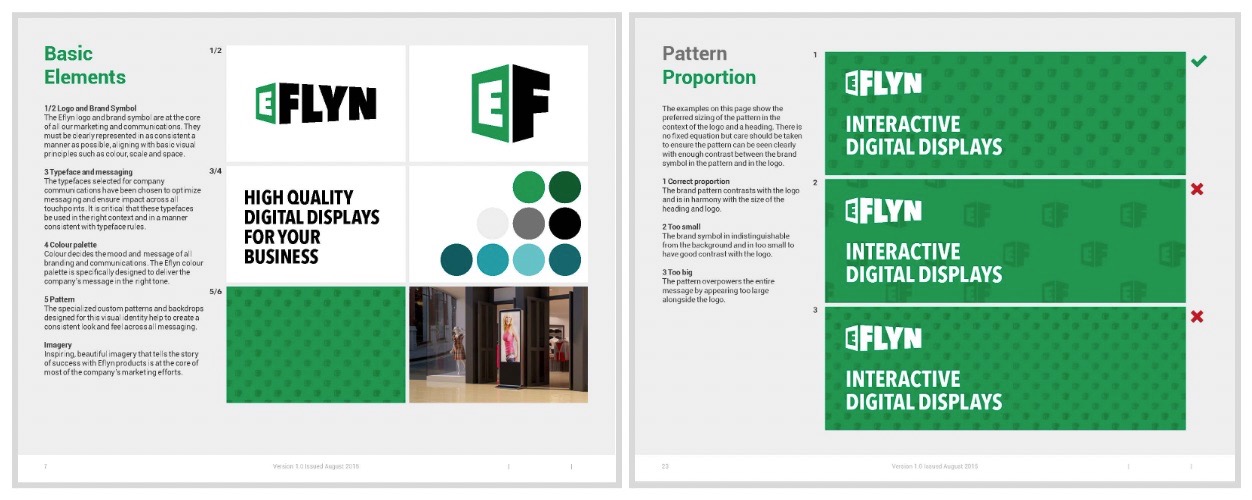 Basic
Elements
1/2 Logo and Brand Symbol
The Eflyn logo and brand symbol are at the core
of all our marketing and communications. They
must be clearly represented in as consistent a
manner as possible, aligning with basic visual
principles such as colour, scale and space.
3 Typeface and messaging
The typefaces selected for company
communications have been chosen to optimize
messaging and ensure impact across all
touchpoints. It is critical that these typefaces
be used in the right context and in a manner
consistent with typeface rules.
4 Colour palette
Colour decides the mood and message of all
branding and communications. The Eflyn colour
palette is specifically designed to deliver the
company's message in the right tone.
5 Pattern
The specialized custom patterns and backdrops
designed for this visual identity help to create a
consistent look and feel across all messaging.
Imagery
Inspiring, beautiful imagery that tells the story
of success with Eflyn products is at the core of
most of the company's marketing efforts.
1/2
EFLYN
EF
3/4
HIGH QUALITY
DIGITAL DISPLAYS
FOR YOUR
BUSINESS
5/6
7
Version 1.0 Issued August 2015
Pattern
Proportion
The examples on this page show the
preferred sizing of the pattern in the
context of the logo and a heading. There is
no fixed equation but care should be taken
to ensure the pattern can be seen clearly
with enough contrast between the brand
symbol in the pattern and in the logo.
1 Correct proportion
The brand pattern contrasts with the logo
and is in harmony with the size of the
heading and logo.
2 Too small
The brand symbol in indistinguishable
from the background and in too small to
have good contrast with the logo.
3 Too big
The pattern overpowers the entire
message by appearing too large
alongside the logo.
1
EFLYN
INTERACTIVE
DIGITAL DISPLAYS
2
EFLYN
INTERACTIVE
DIGITAL DISPLAYS
3
EFLYN
INTERACTIVE
DIGITAL DISPLAYS
23
Version 1.0 Issued August 2015